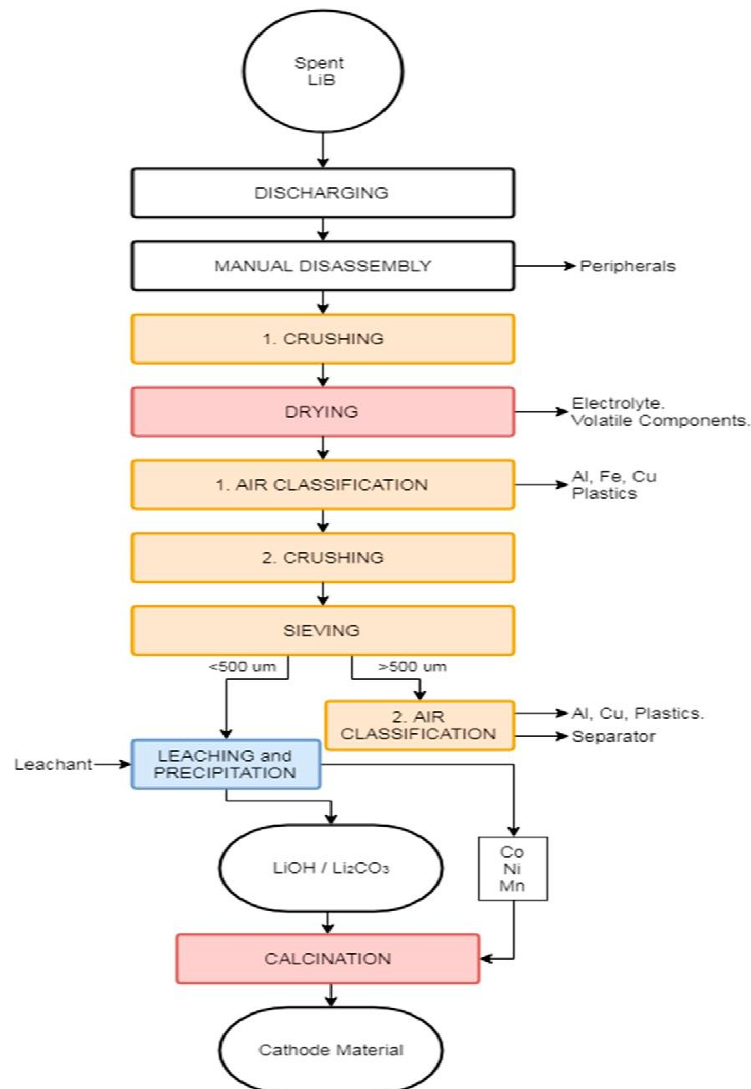 Spent
LiB
DISCHARGING
MANUAL DISASSEMBLY
Peripherals
1. CRUSHING
DRYING
Electrolyte.
Volatile Components.
1. AIR CLASSIFICATION
Al, Fe, Cu
Plastics
2. CRUSHING
SIEVING
<500 um
>500 um
2. AIR
CLASSIFICATION
Al, Cu, Plastics.
Separator
Leachant
LEACHING and
PRECIPITATION
LiOH / Li₂CO₃
Co
Ni
Mn
CALCINATION
Cathode Material